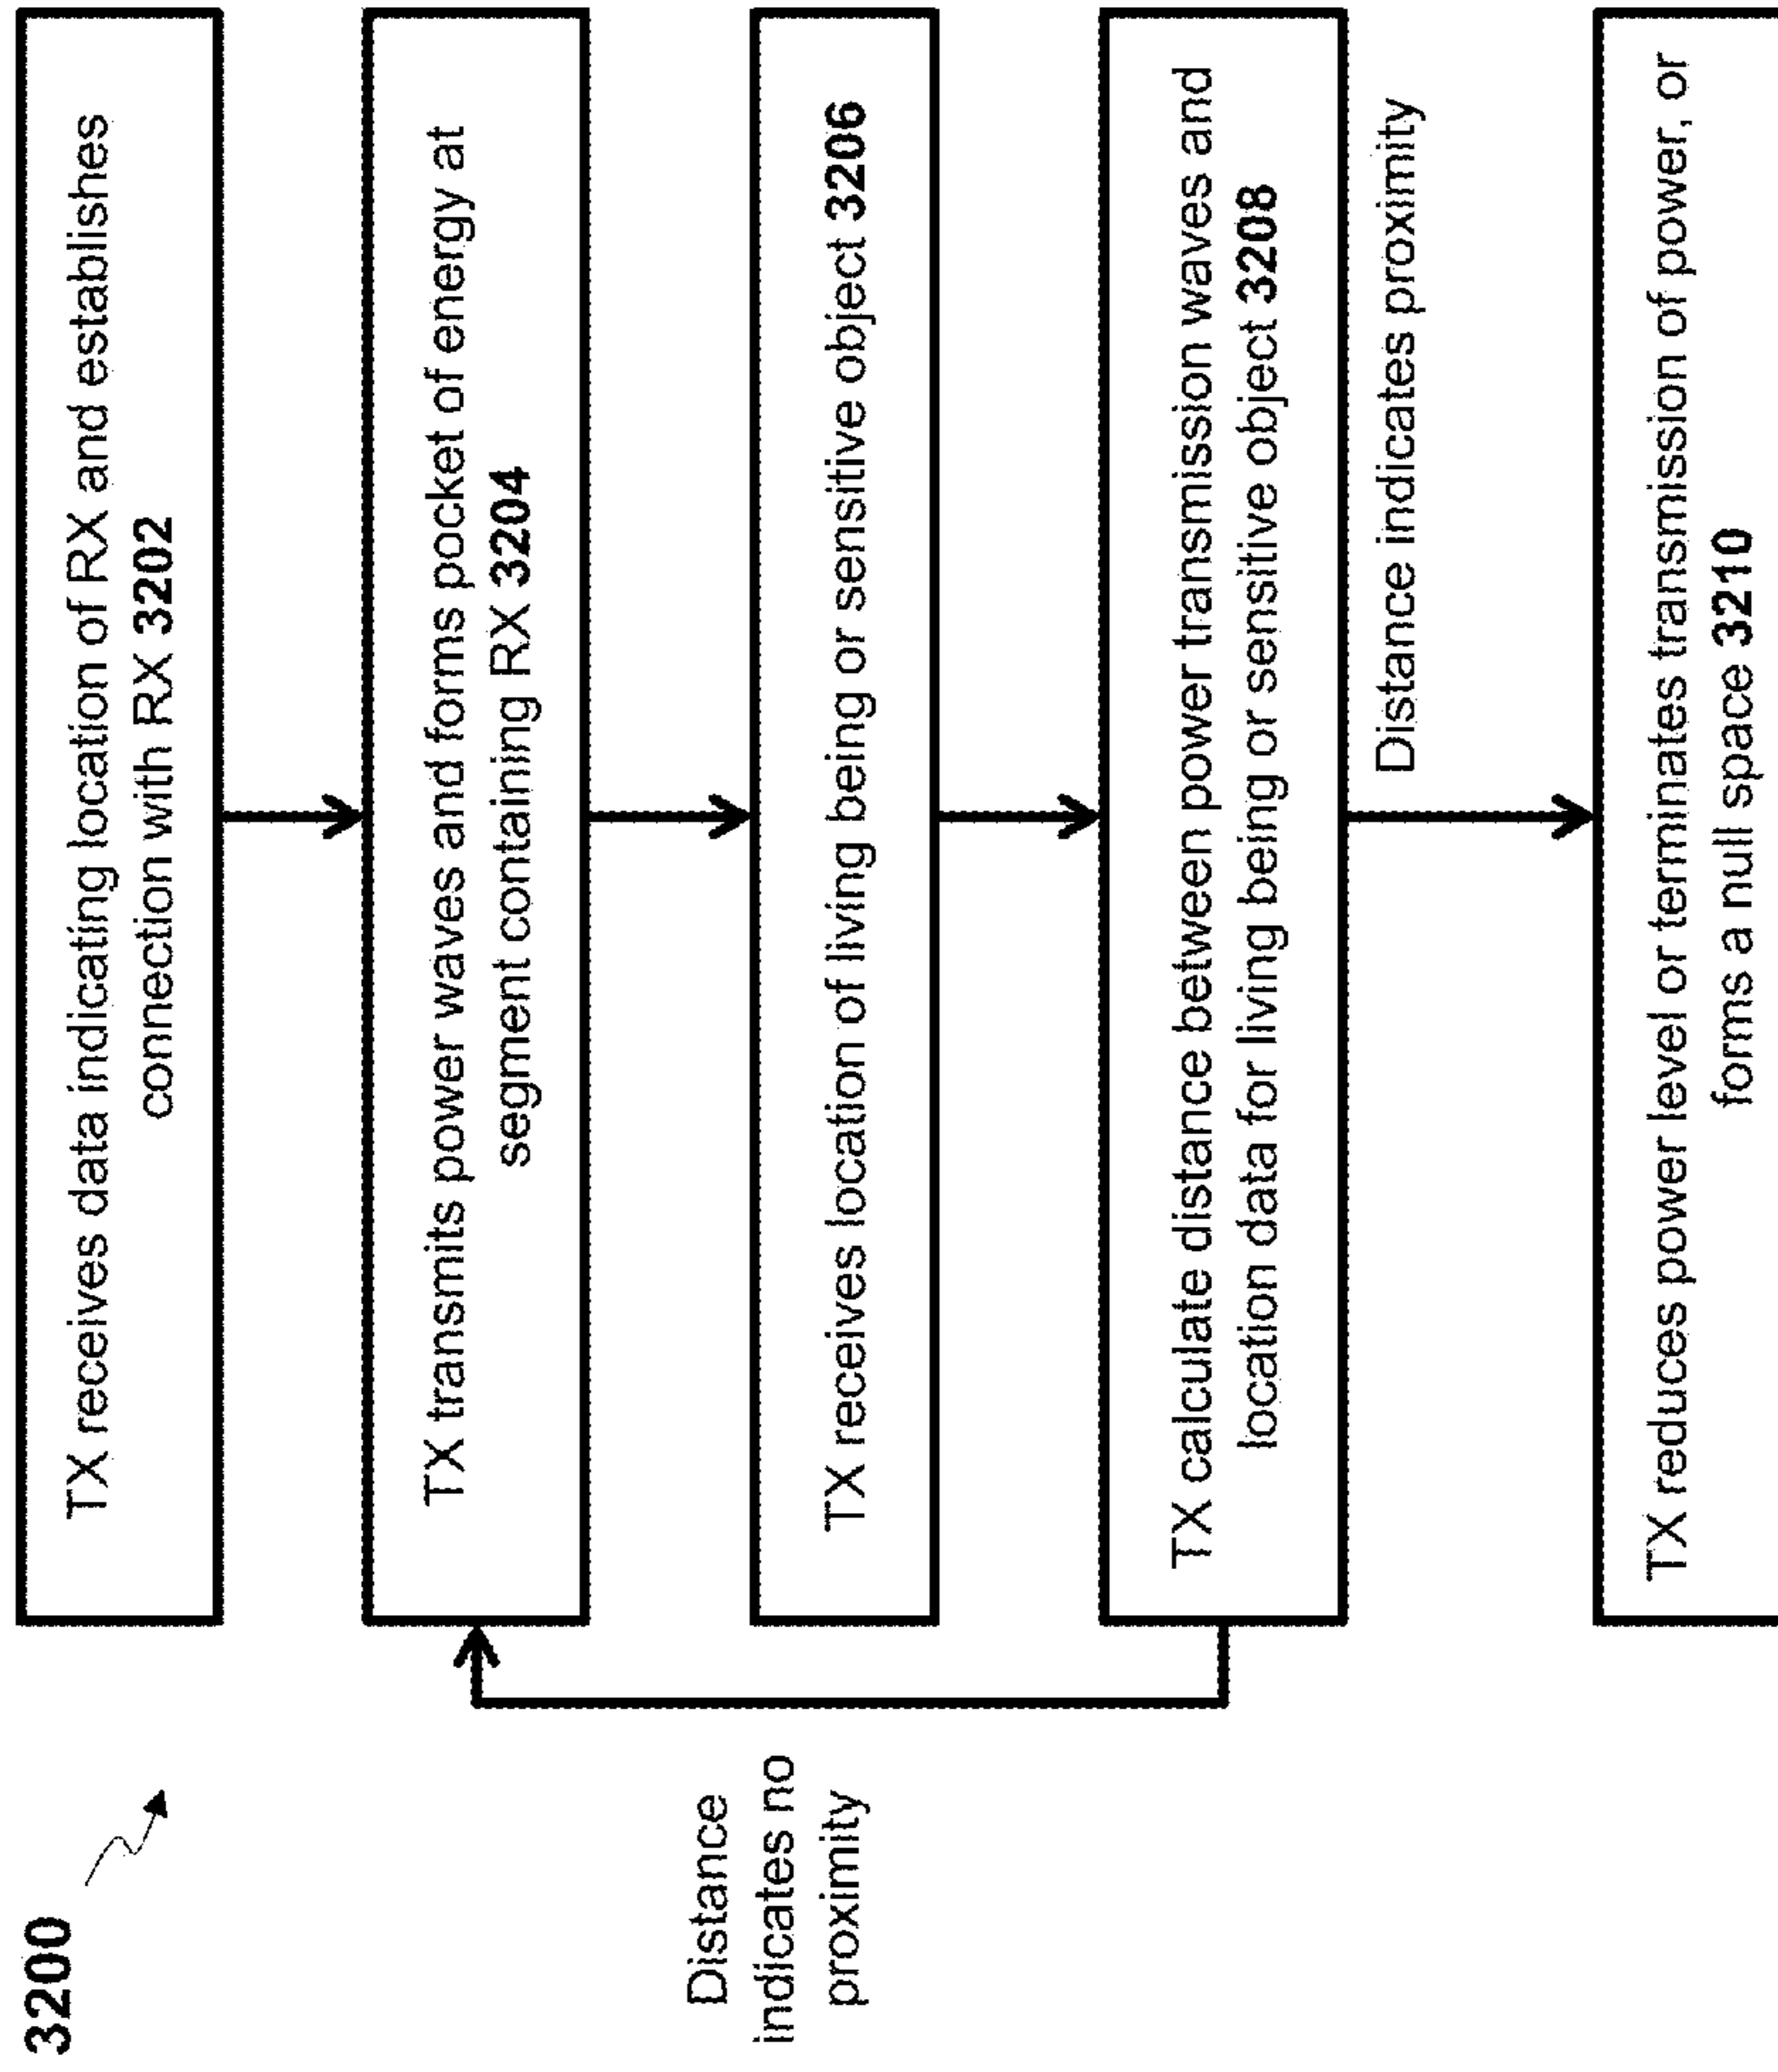 3200
TX receives data indicating location of RX and establishes
connection with RX 3202
TX transmits power waves and forms pocket of energy at
segment containing RX 3204
TX receives location of living being or sensitive object 3206
TX calculate distance between power transmission waves and
location data for living being or sensitive object 3208
Distance
indicates no
proximity
Distance indicates proximity
TX reduces power level or terminates transmission of power, or
forms a null space 3210